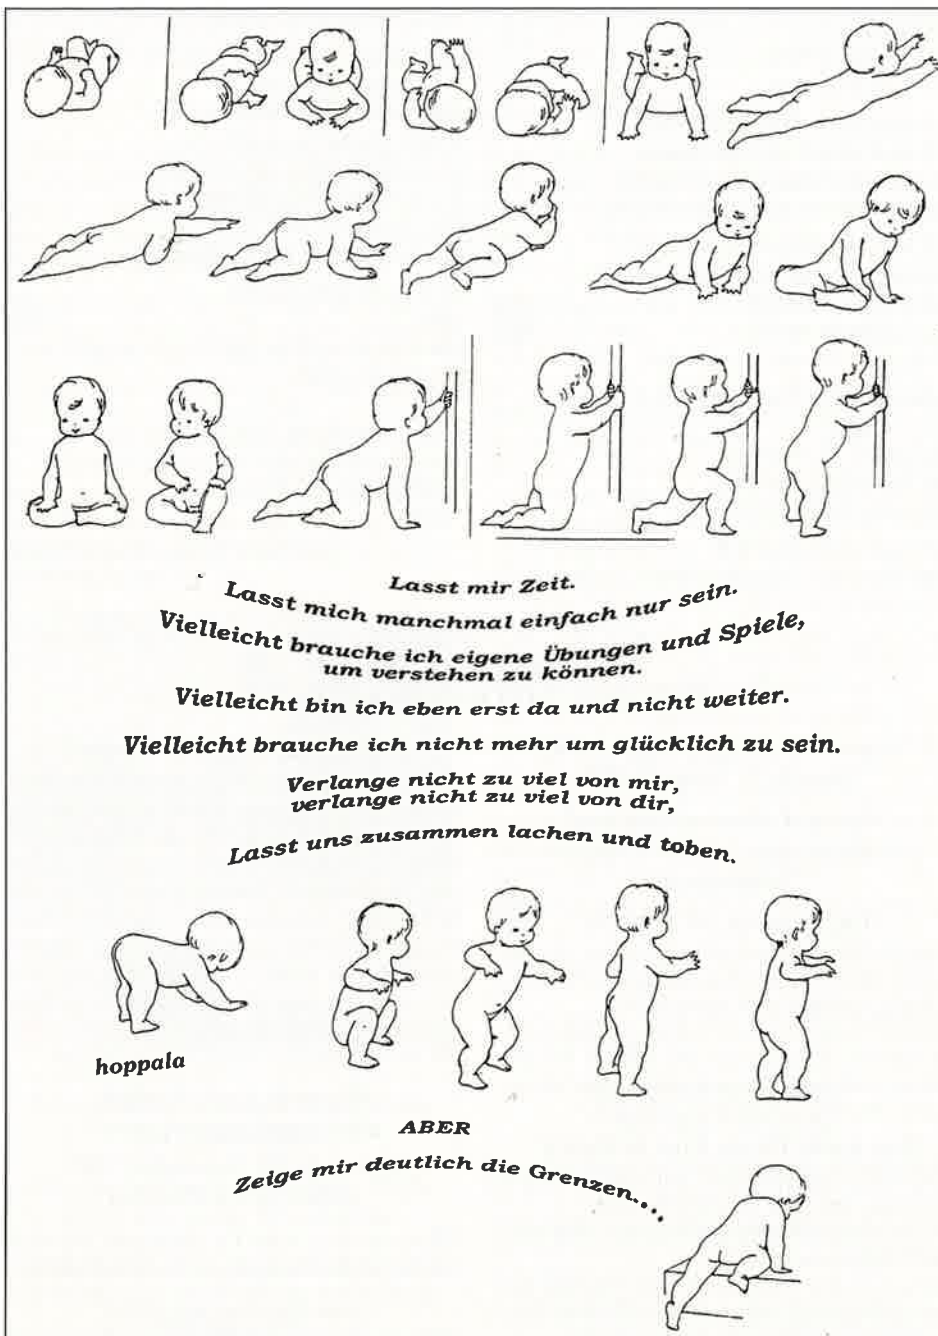 Lasst mir Zeit.
Lasst mich manchmal einfach nur sein.
Vielleicht brauche ich eigene Übungen und Spiele,
um verstehen zu können.
Vielleicht bin ich eben erst da und nicht weiter.
Vielleicht brauche ich nicht mehr um glücklich zu sein.
Verlange nicht zu viel von mir,
verlange nicht zu viel von dir,
Lasst uns zusammen lachen und toben.
hoppala
ABER
Zeige mir deutlich die Grenzen....